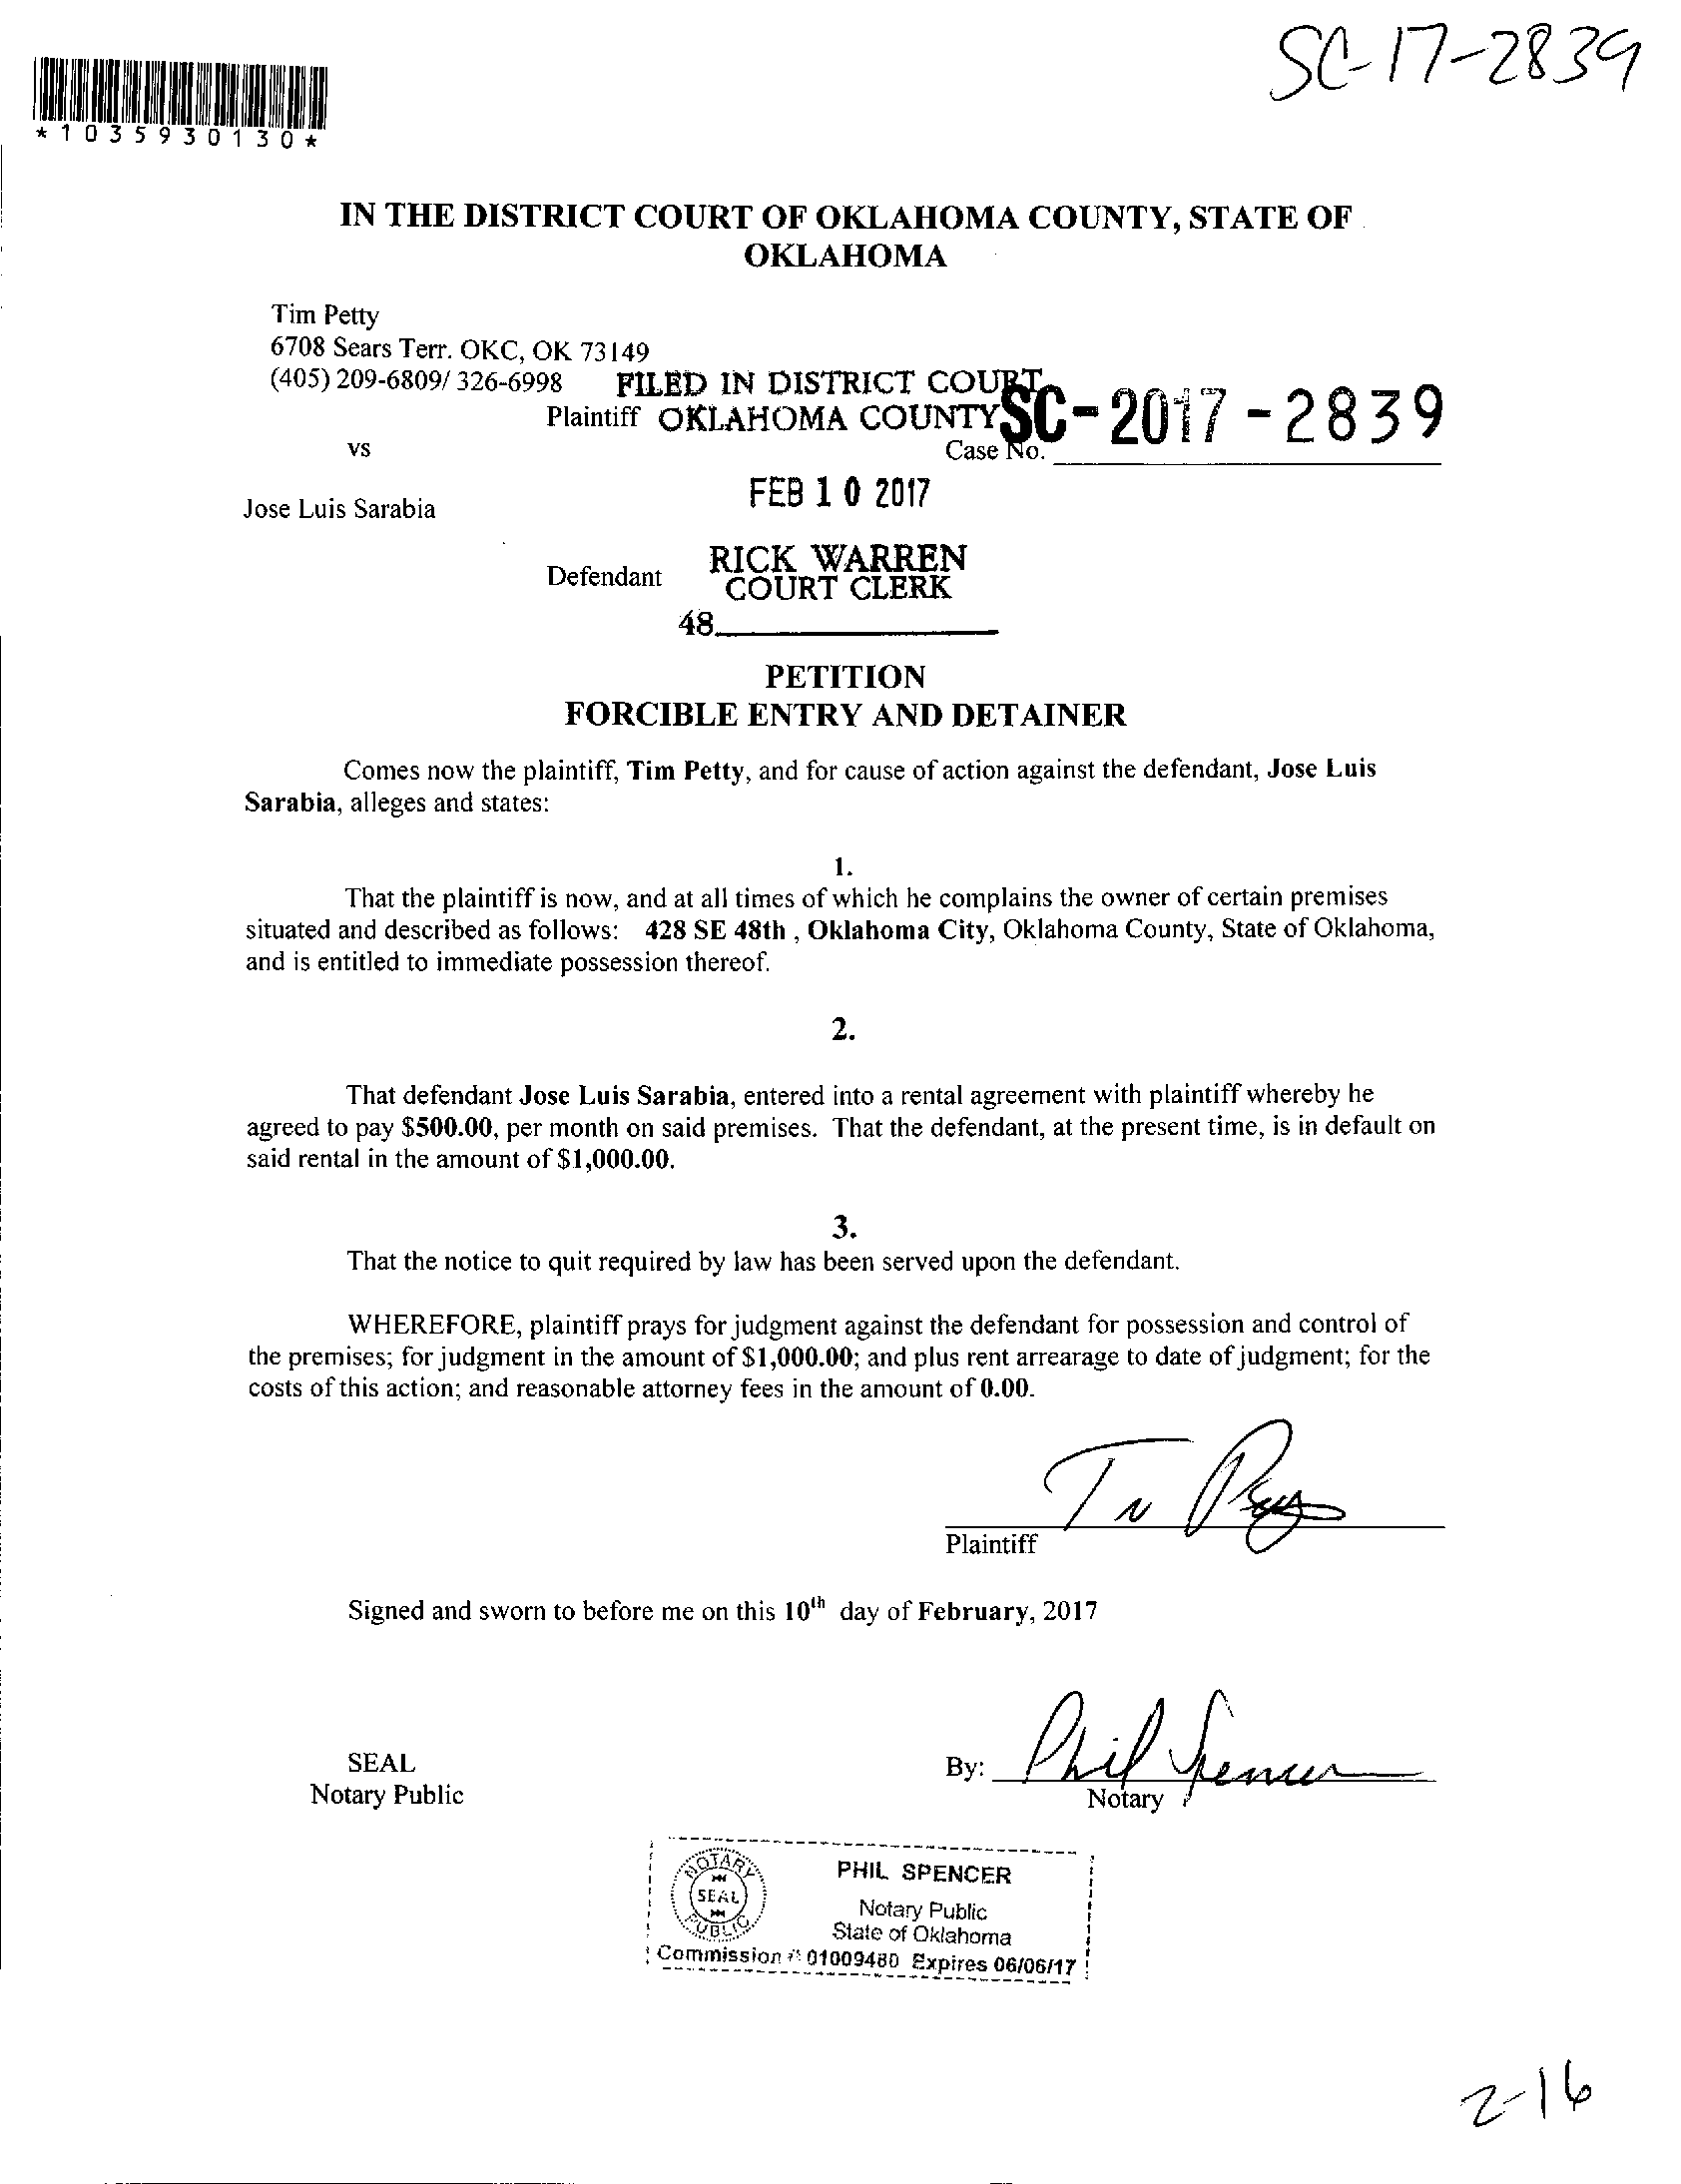 SC-17-2839
*1035930130*
IN THE DISTRICT COURT OF OKLAHOMA COUNTY, STATE OF
OKLAHOMA
Tim Petty
6708 Sears Terr. OKC, OK 73149
(405) 209-6809/ 326-6998
FILED IN DISTRICT COURT
Plaintiff OKLAHOMA COUNTY
SC-2017-2839
vs
Case No.
FEB 10 2017
Jose Luis Sarabia
RICK WARREN
Defendant
COURT CLERK
48
PETITION
FORCIBLE ENTRY AND DETAINER
Comes now the plaintiff, Tim Petty, and for cause of action against the defendant, Jose Luis
Sarabia, alleges and states:
1.
That the plaintiff is now, and at all times of which he complains the owner of certain premises
situated and described as follows: 428 SE 48th , Oklahoma City, Oklahoma County, State of Oklahoma,
and is entitled to immediate possession thereof.
2.
That defendant Jose Luis Sarabia, entered into a rental agreement with plaintiff whereby he
agreed to pay $500.00, per month on said premises. That the defendant, at the present time, is in default on
said rental in the amount of $1,000.00.
3.
That the notice to quit required by law has been served upon the defendant.
WHEREFORE, plaintiff prays for judgment against the defendant for possession and control of
the premises; for judgment in the amount of $1,000.00; and plus rent arrearage to date of judgment; for the
costs of this action; and reasonable attorney fees in the amount of 0.00.
Plaintiff
Signed and sworn to before me on this 10th day of February, 2017
SEAL
Notary Public
By: Phil Spencer
Notary
NOTARY
SEAL
PUBLIC
PHIL SPENCER
Notary Public
State of Oklahoma
Commission # 01009480 Expires 06/06/17
2-16